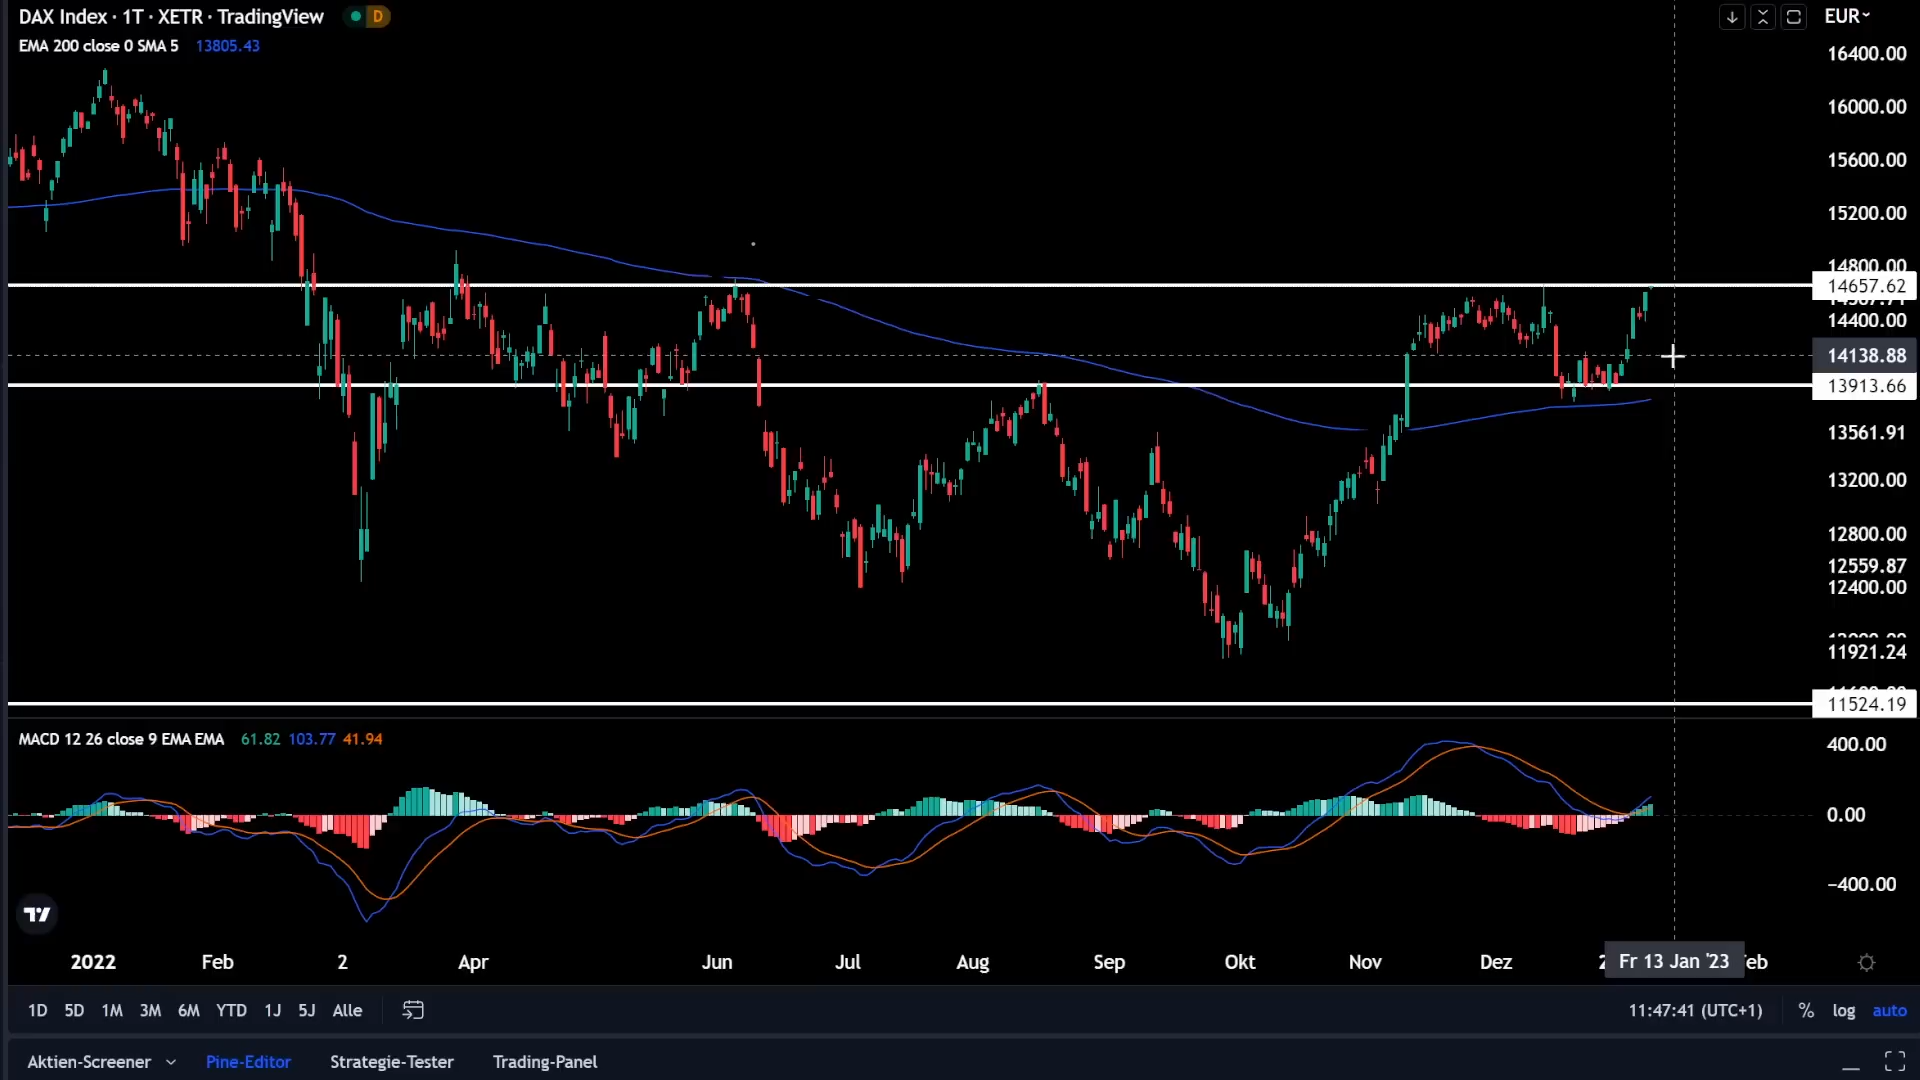 DAX Index · 1T · XETR · TradingView
D
EUR
EMA 200 close 0 SMA 5 13805.43
16400.00
16000.00
15600.00
15200.00
14800.00
14657.62
14400.00
14138.88
13913.66
13561.91
13200.00
12800.00
12559.87
12400.00
11921.24
11524.19
MACD 12 26 close 9 EMA EMA 61.82 103.77 41.94
400.00
0.00
−400.00
2022 Feb 2 Apr Jun Jul Aug Sep Okt Nov Dez Fr 13 Jan '23
1D 5D 1M 3M 6M YTD 1J 5J Alle
11:47:41 (UTC+1) % log auto
Aktien-Screener Pine-Editor Strategie-Tester Trading-Panel